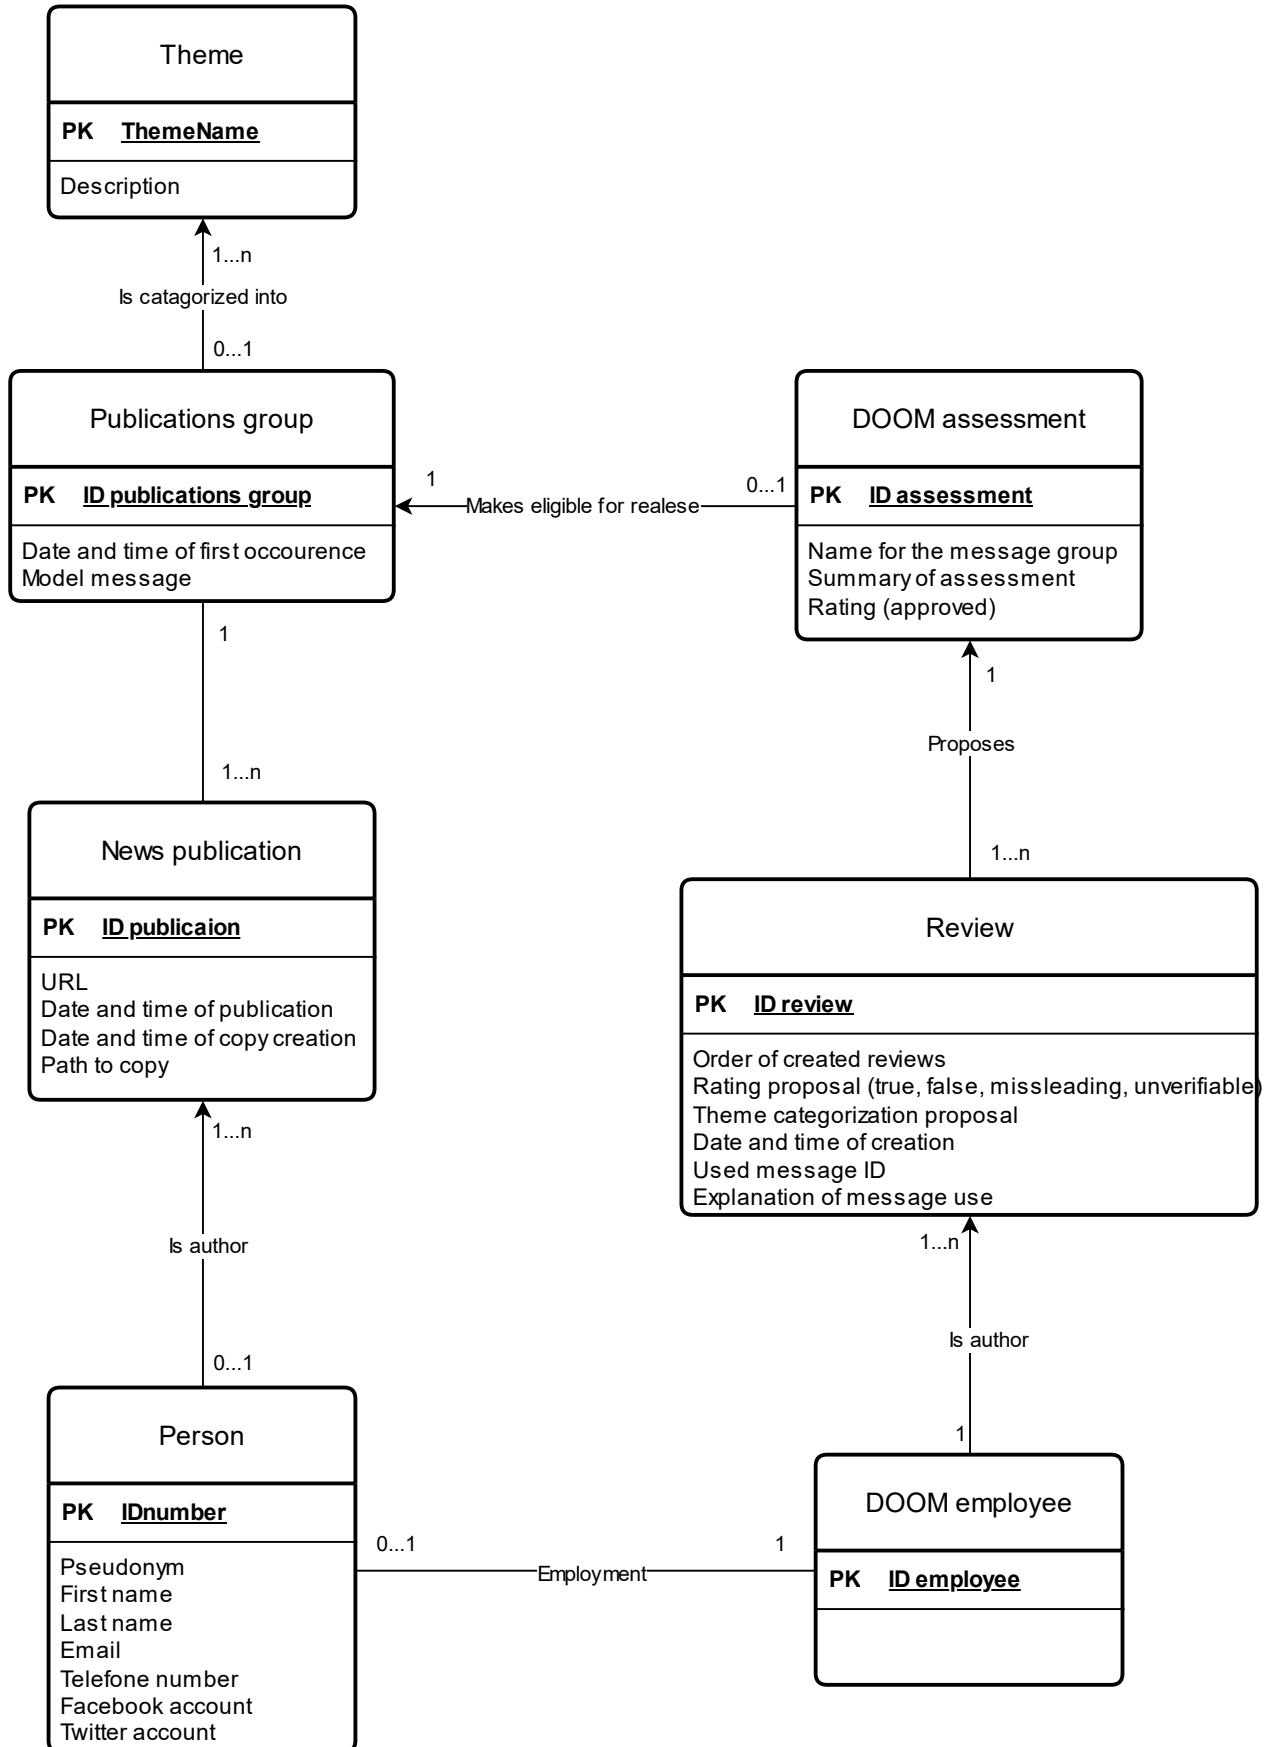 Theme
PK ThemeName
Description
1...n
Is catagorized into
0...1
Publications group
PK ID publications group
Date and time of first occourence
Model message
1
Makes eligible for realese
0...1
DOOM assessment
PK ID assessment
Name for the message group
Summary of assessment
Rating (approved)
1
1...n
News publication
PK ID publicaion
URL
Date and time of publication
Date and time of copy creation
Path to copy
1
Proposes
1...n
Review
PK ID review
Order of created reviews
Rating proposal (true, false, missleading, unverifiable)
Theme categorization proposal
Date and time of creation
Used message ID
Explanation of message use
1...n
Is author
0...1
Person
PK IDnumber
Pseudonym
First name
Last name
Email
Telefone number
Facebook account
Twitter account
0...1
Employment
1
1...n
Is author
1
DOOM employee
PK ID employee